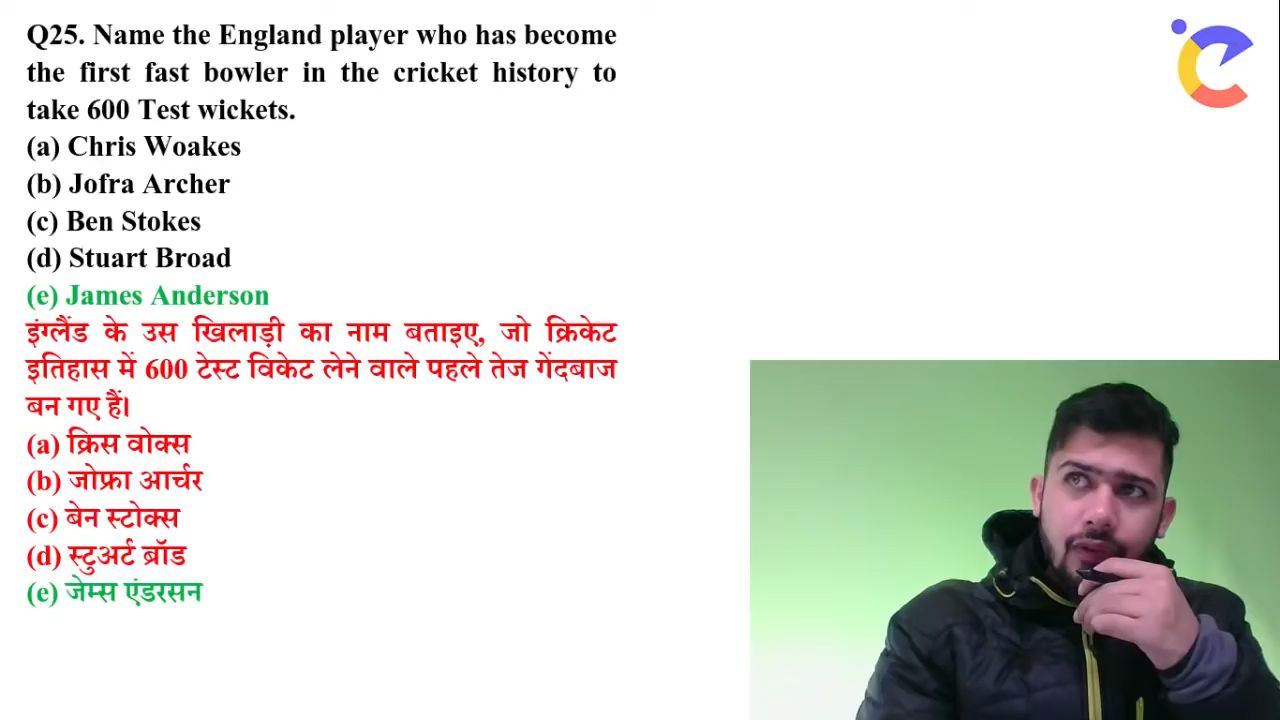 Q25. Name the England player who has become
the first fast bowler in the cricket history to
take 600 Test wickets.
(a) Chris Woakes
(b) Jofra Archer
(c) Ben Stokes
(d) Stuart Broad
(e) James Anderson
इंग्लैंड के उस खिलाड़ी का नाम बताइए, जो क्रिकेट
इतिहास में 600 टेस्ट विकेट लेने वाले पहले तेज गेंदबाज
बन गए हैं।
(a) क्रिस वोक्स
(b) जोफ्रा आर्चर
(c) बेन स्टोक्स
(d) स्टुअर्ट ब्रॉड
(e) जेम्स एंडरसन